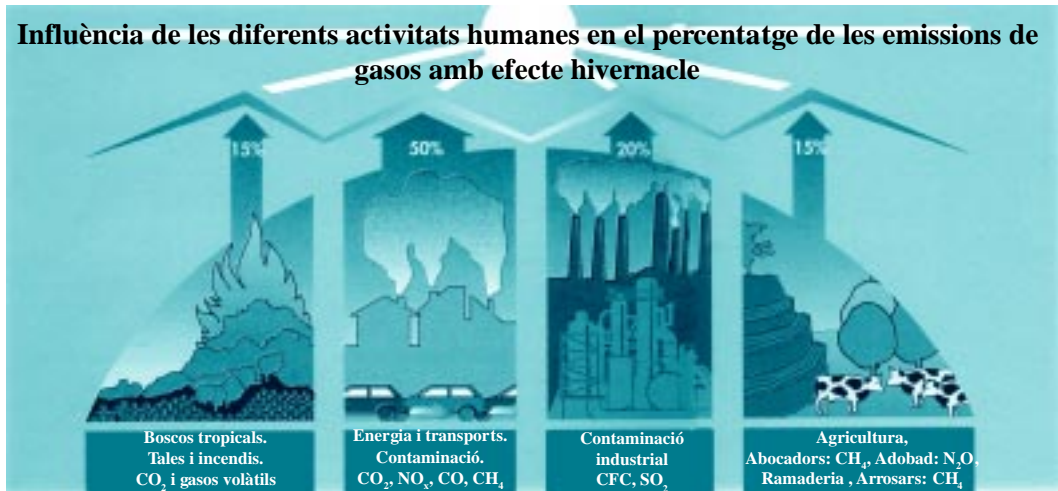 Influència de les diferents activitats humanes en el percentatge de les emissions de
gasos amb efecte hivernacle
15%
50%
20%
15%
Boscos tropicals.
Tales i incendis.
CO₂ i gasos volàtils
Energia i transports.
Contaminació.
CO₂, NOₓ, CO, CH₄
Contaminació
industrial
CFC, SO₂
Agricultura,
Abocadors: CH₄, Adobad: N₂O,
Ramaderia , Arrosars: CH₄